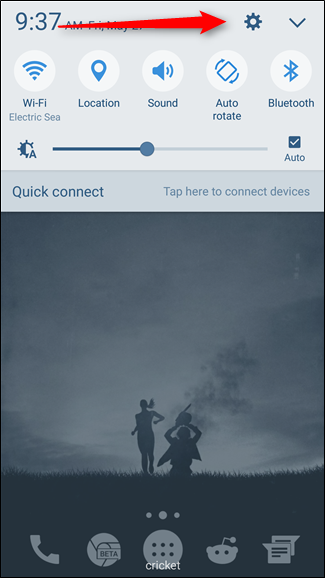 9:37 AM Fri, May 27
Wi-Fi
Electric Sea
Location
Sound
Auto
rotate
Bluetooth
A
Auto
Quick connect
Tap here to connect devices
BETA
cricket